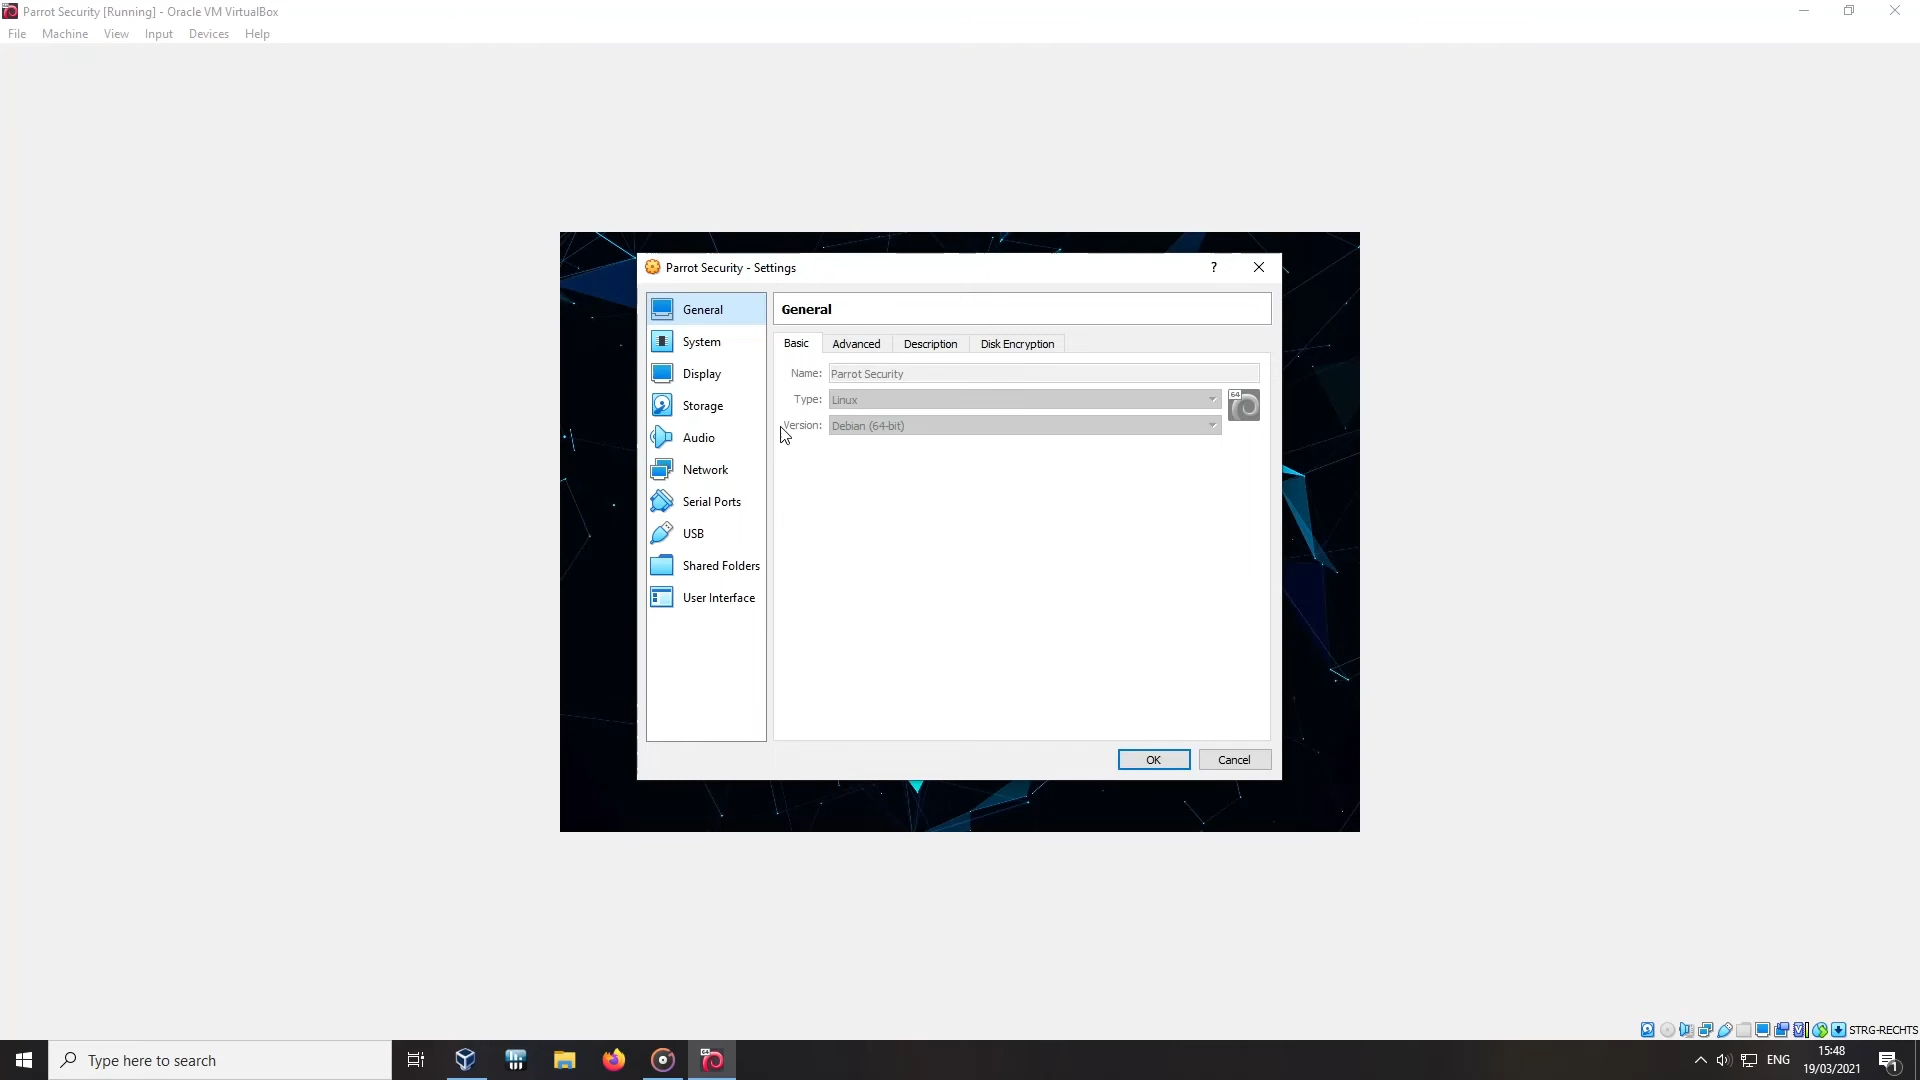 Parrot Security [Running] - Oracle VM VirtualBox
File Machine View Input Devices Help
Parrot Security - Settings
?
General
System
Display
Storage
Audio
Network
Serial Ports
USB
Shared Folders
User Interface
General
Basic Advanced Description Disk Encryption
Name: Parrot Security
Type: Linux
64
Version: Debian (64-bit)
OK Cancel
STRG-RECHTS
Type here to search
64
ENG
15:48
19/03/2021
1